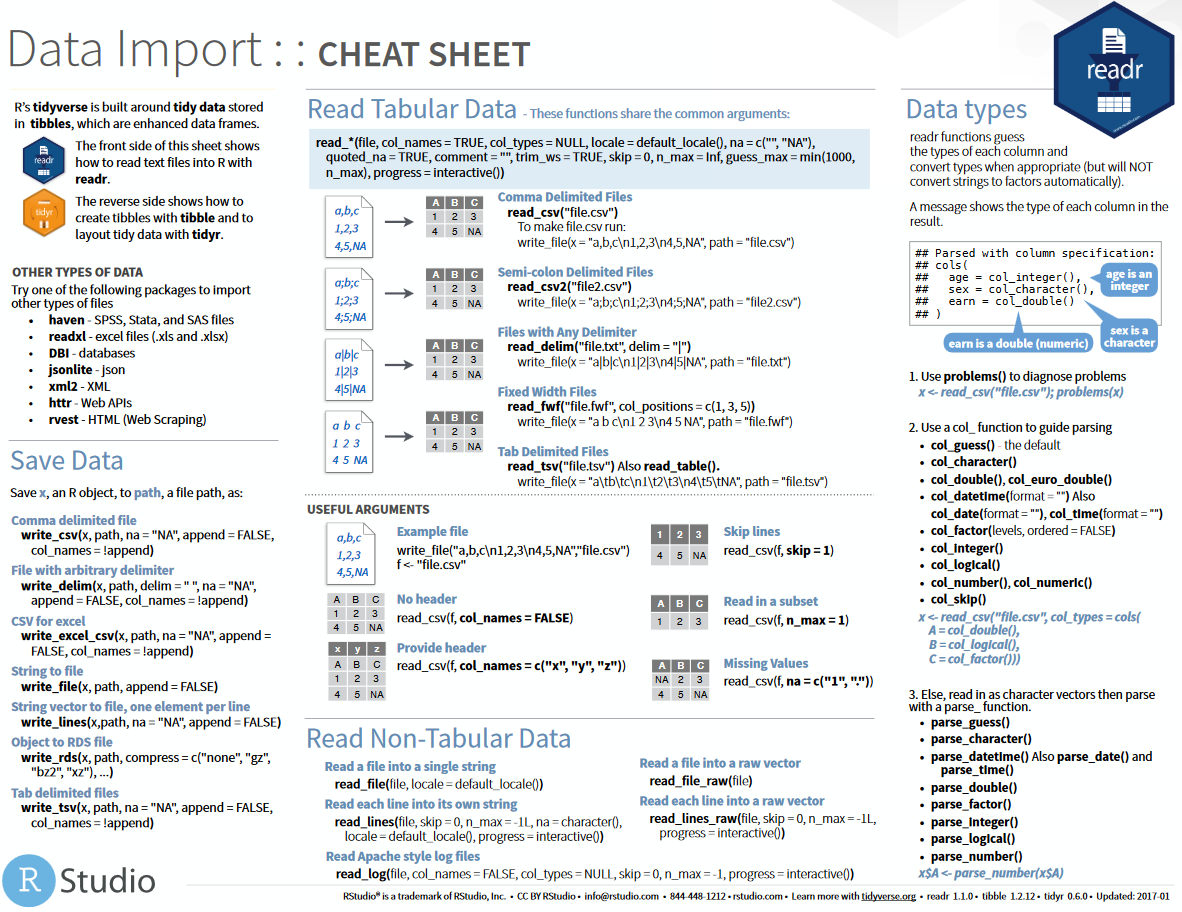 Data Import : : CHEAT SHEET
readr
R's tidyverse is built around tidy data stored
in tibbles, which are enhanced data frames.
readr
The front side of this sheet shows
how to read text files into R with
readr.
tidyr
The reverse side shows how to
create tibbles with tibble and to
layout tidy data with tidyr.
OTHER TYPES OF DATA
Try one of the following packages to import
other types of files
• haven - SPSS, Stata, and SAS files
• readxl - excel files (.xls and .xlsx)
• DBI - databases
• jsonlite - json
• xml2 - XML
• httr - Web APIs
• rvest - HTML (Web Scraping)
Save Data
Save x, an R object, to path, a file path, as:
Comma delimited file
write_csv(x, path, na = "NA", append = FALSE,
col_names = !append)
File with arbitrary delimiter
write_delim(x, path, delim = " ", na = "NA",
append = FALSE, col_names = !append)
CSV for excel
write_excel_csv(x, path, na = "NA", append =
FALSE, col_names = !append)
String to file
write_file(x, path, append = FALSE)
String vector to file, one element per line
write_lines(x,path, na = "NA", append = FALSE)
Object to RDS file
write_rds(x, path, compress = c("none", "gz",
"bz2", "xz"), ...)
Tab delimited files
write_tsv(x, path, na = "NA", append = FALSE,
col_names = !append)
Read Tabular Data - These functions share the common arguments:
read_*(file, col_names = TRUE, col_types = NULL, locale = default_locale(), na = c("", "NA"),
quoted_na = TRUE, comment = "", trim_ws = TRUE, skip = 0, n_max = Inf, guess_max = min(1000,
n_max), progress = interactive())
a,b,c
1,2,3
4,5,NA
A B C
1 2 3
4 5 NA
Comma Delimited Files
read_csv("file.csv")
To make file.csv run:
write_file(x = "a,b,c\n1,2,3\n4,5,NA", path = "file.csv")
a;b;c
1;2;3
4;5;NA
A B C
1 2 3
4 5 NA
Semi-colon Delimited Files
read_csv2("file2.csv")
write_file(x = "a;b;c\n1;2;3\n4;5;NA", path = "file2.csv")
a|b|c
1|2|3
4|5|NA
A B C
1 2 3
4 5 NA
Files with Any Delimiter
read_delim("file.txt", delim = "|")
write_file(x = "a|b|c\n1|2|3\n4|5|NA", path = "file.txt")
a b c
1 2 3
4 5 NA
A B C
1 2 3
4 5 NA
Fixed Width Files
read_fwf("file.fwf", col_positions = c(1, 3, 5))
write_file(x = "a b c\n1 2 3\n4 5 NA", path = "file.fwf")
Tab Delimited Files
read_tsv("file.tsv") Also read_table().
write_file(x = "a\tb\tc\n1\t2\t3\n4\t5\tNA", path = "file.tsv")
USEFUL ARGUMENTS
a,b,c
1,2,3
4,5,NA
Example file
write_file("a,b,c\n1,2,3\n4,5,NA","file.csv")
f <- "file.csv"
A B C
1 2 3
4 5 NA
No header
read_csv(f, col_names = FALSE)
x y z
A B C
1 2 3
4 5 NA
Provide header
read_csv(f, col_names = c("x", "y", "z"))
1 2 3
4 5 NA
Skip lines
read_csv(f, skip = 1)
A B C
1 2 3
Read in a subset
read_csv(f, n_max = 1)
A B C
NA 2 3
4 5 NA
Missing Values
read_csv(f, na = c("1", "."))
Read Non-Tabular Data
Read a file into a single string
read_file(file, locale = default_locale())
Read each line into its own string
read_lines(file, skip = 0, n_max = -1L, na = character(),
locale = default_locale(), progress = interactive())
Read Apache style log files
read_log(file, col_names = FALSE, col_types = NULL, skip = 0, n_max = -1, progress = interactive())
Read a file into a raw vector
read_file_raw(file)
Read each line into a raw vector
read_lines_raw(file, skip = 0, n_max = -1L,
progress = interactive())
Data types
readr functions guess
the types of each column and
convert types when appropriate (but will NOT
convert strings to factors automatically).
A message shows the type of each column in the
result.
## Parsed with column specification:
## cols(
##   age = col_integer(),
##   sex = col_character(),
##   earn = col_double()
## )
age is an
integer
sex is a
character
earn is a double (numeric)
1. Use problems() to diagnose problems
x <- read_csv("file.csv"); problems(x)
2. Use a col_ function to guide parsing
• col_guess() - the default
• col_character()
• col_double(), col_euro_double()
• col_datetime(format = "") Also
col_date(format = ""), col_time(format = "")
• col_factor(levels, ordered = FALSE)
• col_integer()
• col_logical()
• col_number(), col_numeric()
• col_skip()
x <- read_csv("file.csv", col_types = cols(
A = col_double(),
B = col_logical(),
C = col_factor()))
3. Else, read in as character vectors then parse
with a parse_ function.
• parse_guess()
• parse_character()
• parse_datetime() Also parse_date() and
parse_time()
• parse_double()
• parse_factor()
• parse_integer()
• parse_logical()
• parse_number()
x$A <- parse_number(x$A)
R Studio
RStudio® is a trademark of RStudio, Inc. • CC BY RStudio • info@rstudio.com • 844-448-1212 • rstudio.com • Learn more with tidyverse.org • readr 1.1.0 • tibble 1.2.12 • tidyr 0.6.0 • Updated: 2017-01